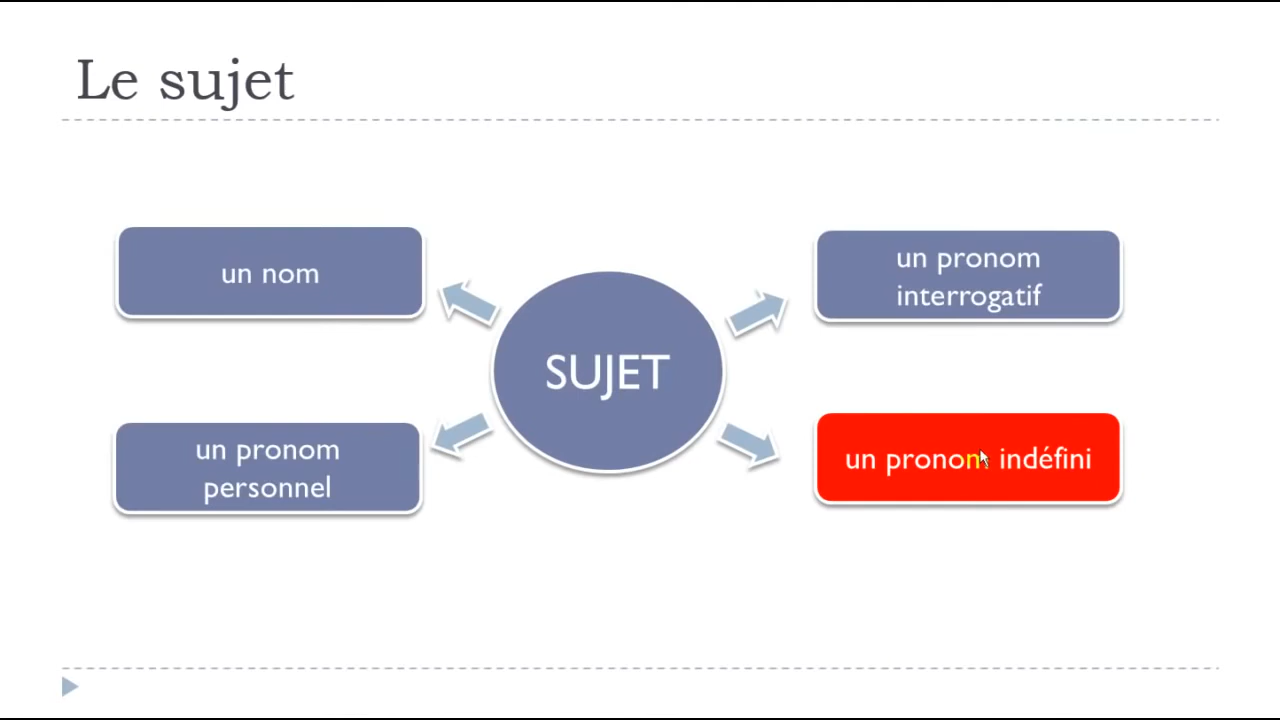 Le sujet
un nom
un pronom
interrogatif
SUJET
un pronom
personnel
un pronom indéfini